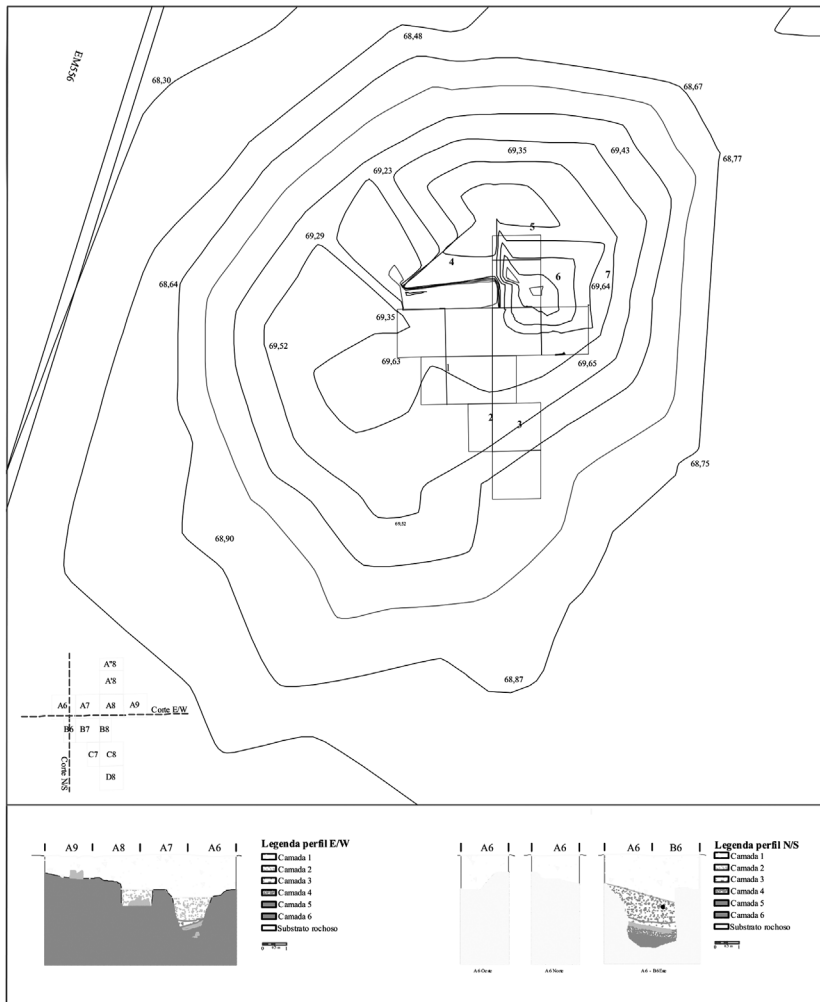 68,48
EM556
68,30
68,67
69,35
69,43
68,77
69,23
5
69,29
4
6
7
68,64
69,64
69,35
69,52
69,63
1
69,65
2
3
68,75
69,52
68,90
A"8
A'8
68,87
A6 A7 A8 A9
Corte E/W
B6 B7 B8
C7 C8
Corte N/S
D8
A9 A8 A7 A6
Legenda perfil E/W
Camada 1
Camada 2
Camada 3
Camada 4
Camada 5
Camada 6
Substrato rochoso
A6
A6
A6 B6
Legenda perfil N/S
Camada 1
Camada 2
Camada 3
Camada 4
Camada 5
Camada 6
Substrato rochoso
A6 Norte